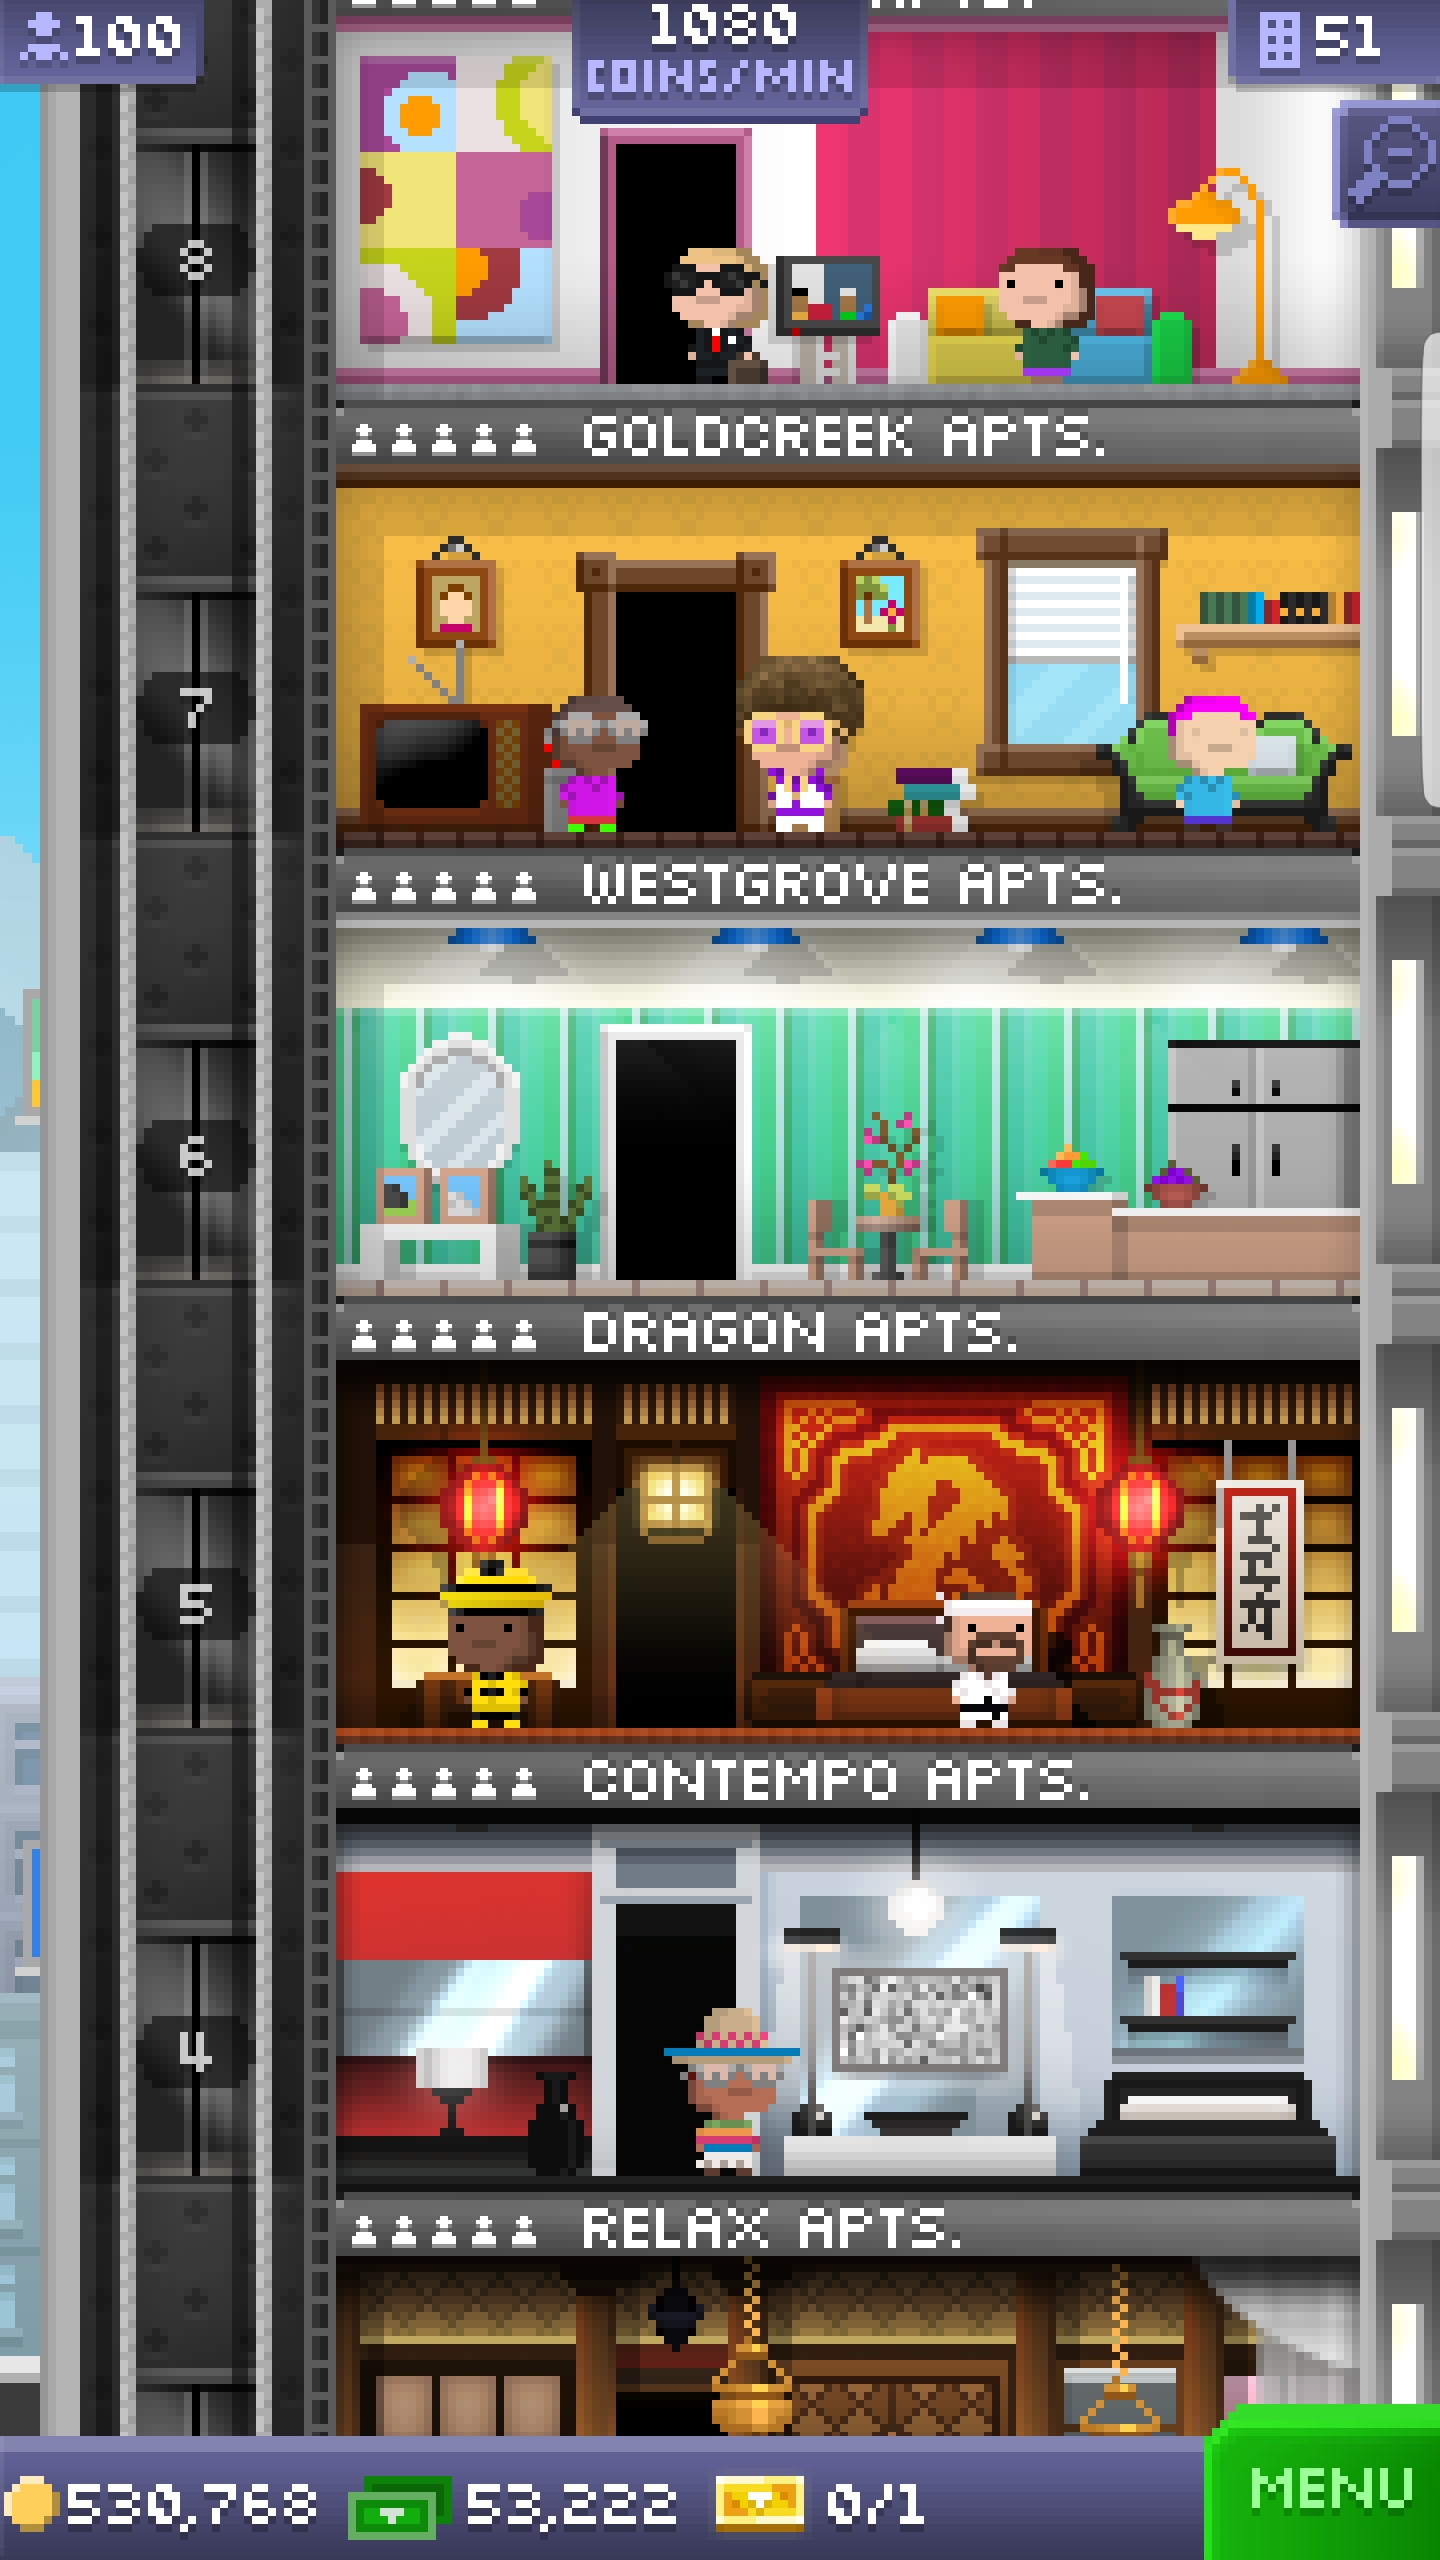 100
1080
COINS/MIN
51
8
GOLDCREEK APTS.
7
WESTGROVE APTS.
6
DRAGON APTS.
5
CONTEMPO APTS.
4
RELAX APTS.
530,768
53,222
0/1
MENU